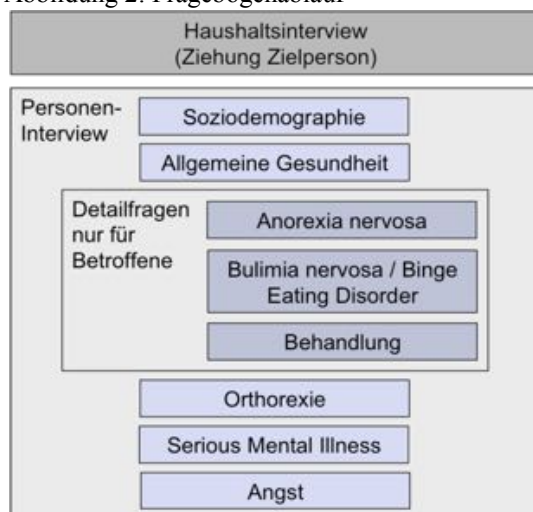 Abbildung 2: Fragebogenablauf
Haushaltsinterview
(Ziehung Zielperson)
Personen-
Interview
Soziodemographie
Allgemeine Gesundheit
Detailfragen
nur für
Betroffene
Anorexia nervosa
Bulimia nervosa / Binge
Eating Disorder
Behandlung
Orthorexie
Serious Mental Illness
Angst